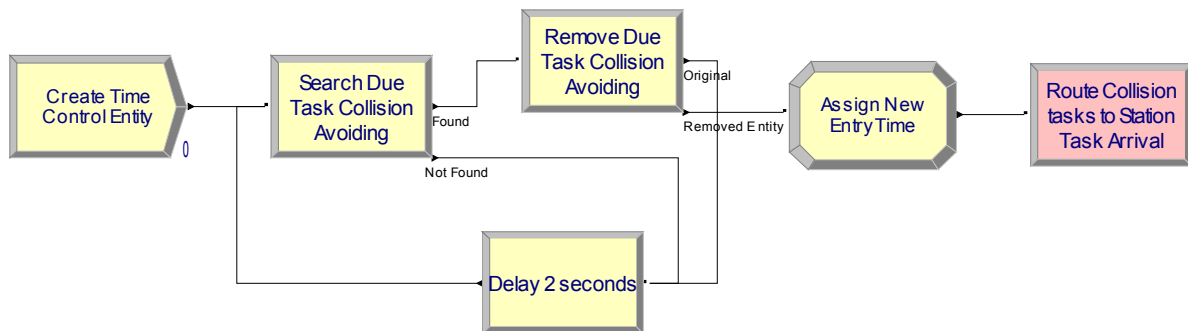 Create Time
Control Entity
0
Search Due
Task Collision
Avoiding
Found
Not Found
Remove Due
Task Collision
Avoiding
Original
Removed Entity
Delay 2 seconds
Assign New
Entry Time
Route Collision
tasks to Station
Task Arrival